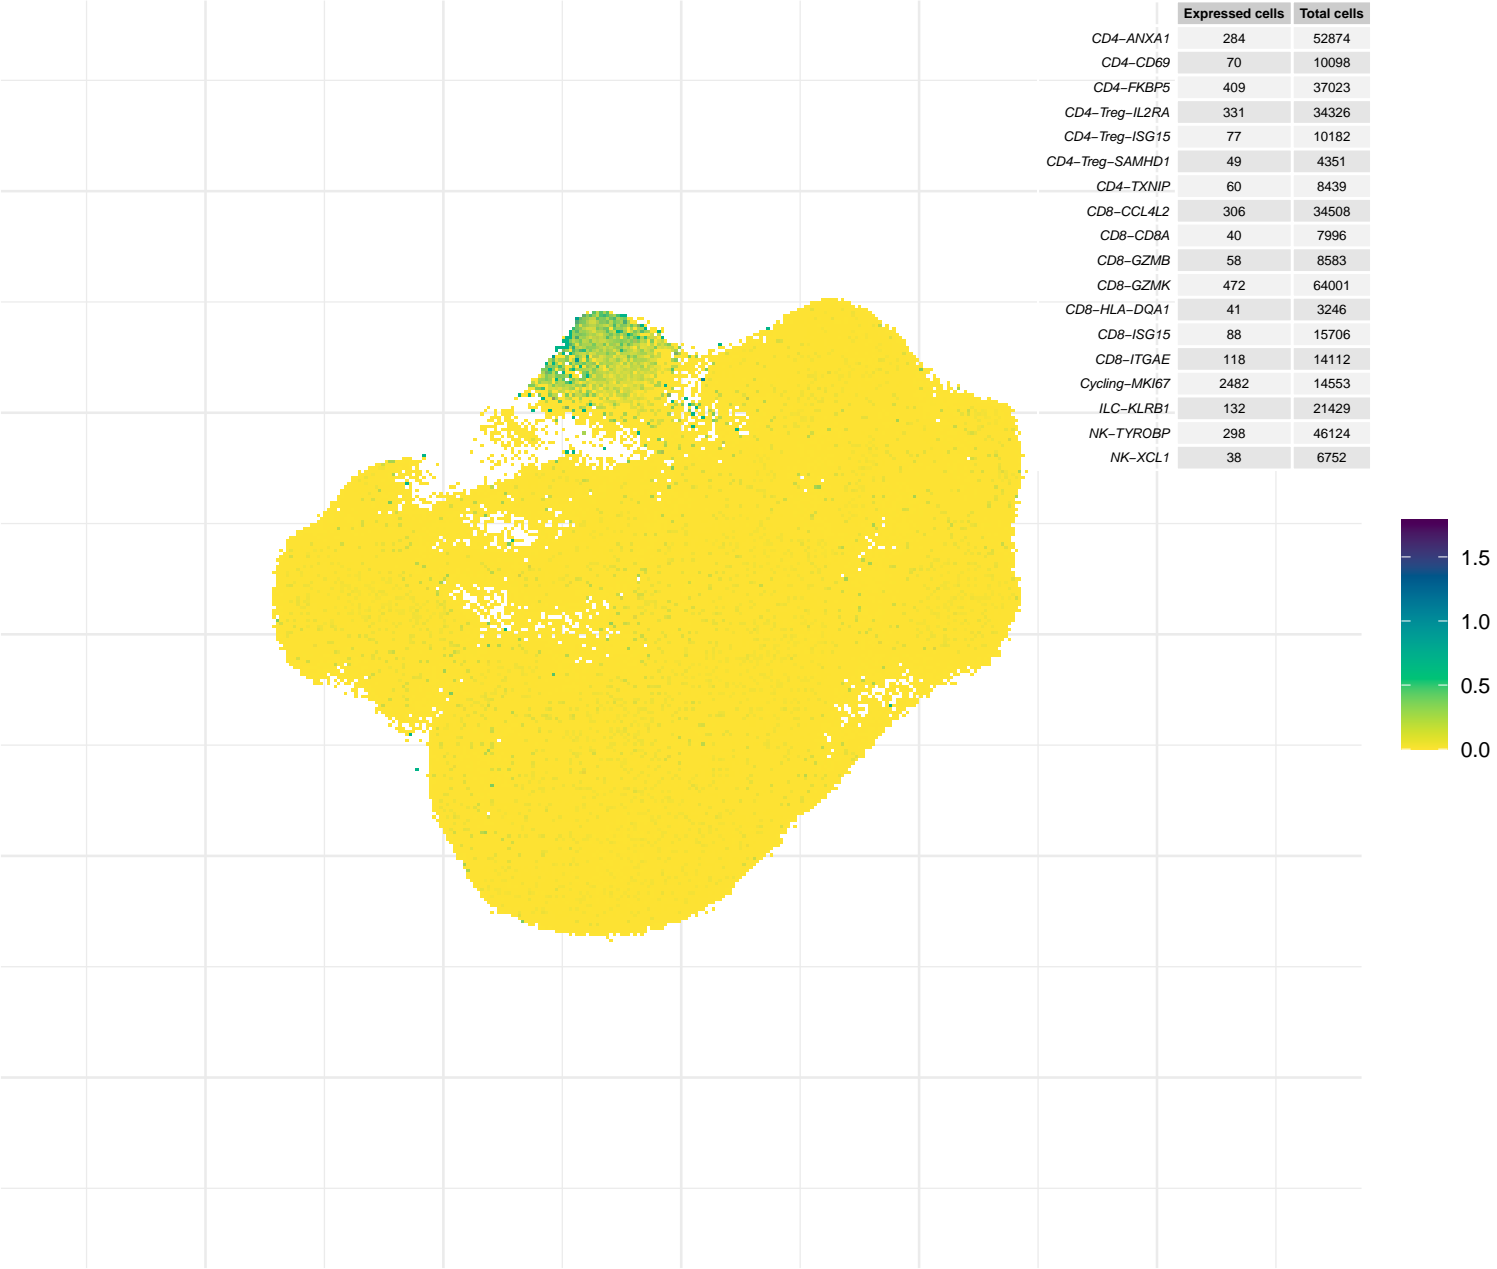 Expressed cells Total cells
CD4−ANXA1 284 52874
CD4−CD69 70 10098
CD4−FKBP5 409 37023
CD4−Treg−IL2RA 331 34326
CD4−Treg−ISG15 77 10182
CD4−Treg−SAMHD1 49 4351
CD4−TXNIP 60 8439
CD8−CCL4L2 306 34508
CD8−CD8A 40 7996
CD8−GZMB 58 8583
CD8−GZMK 472 64001
CD8−HLA−DQA1 41 3246
CD8−ISG15 88 15706
CD8−ITGAE 118 14112
Cycling−MKI67 2482 14553
ILC−KLRB1 132 21429
NK−TYROBP 298 46124
NK−XCL1 38 6752
1.5
1.0
0.5
0.0